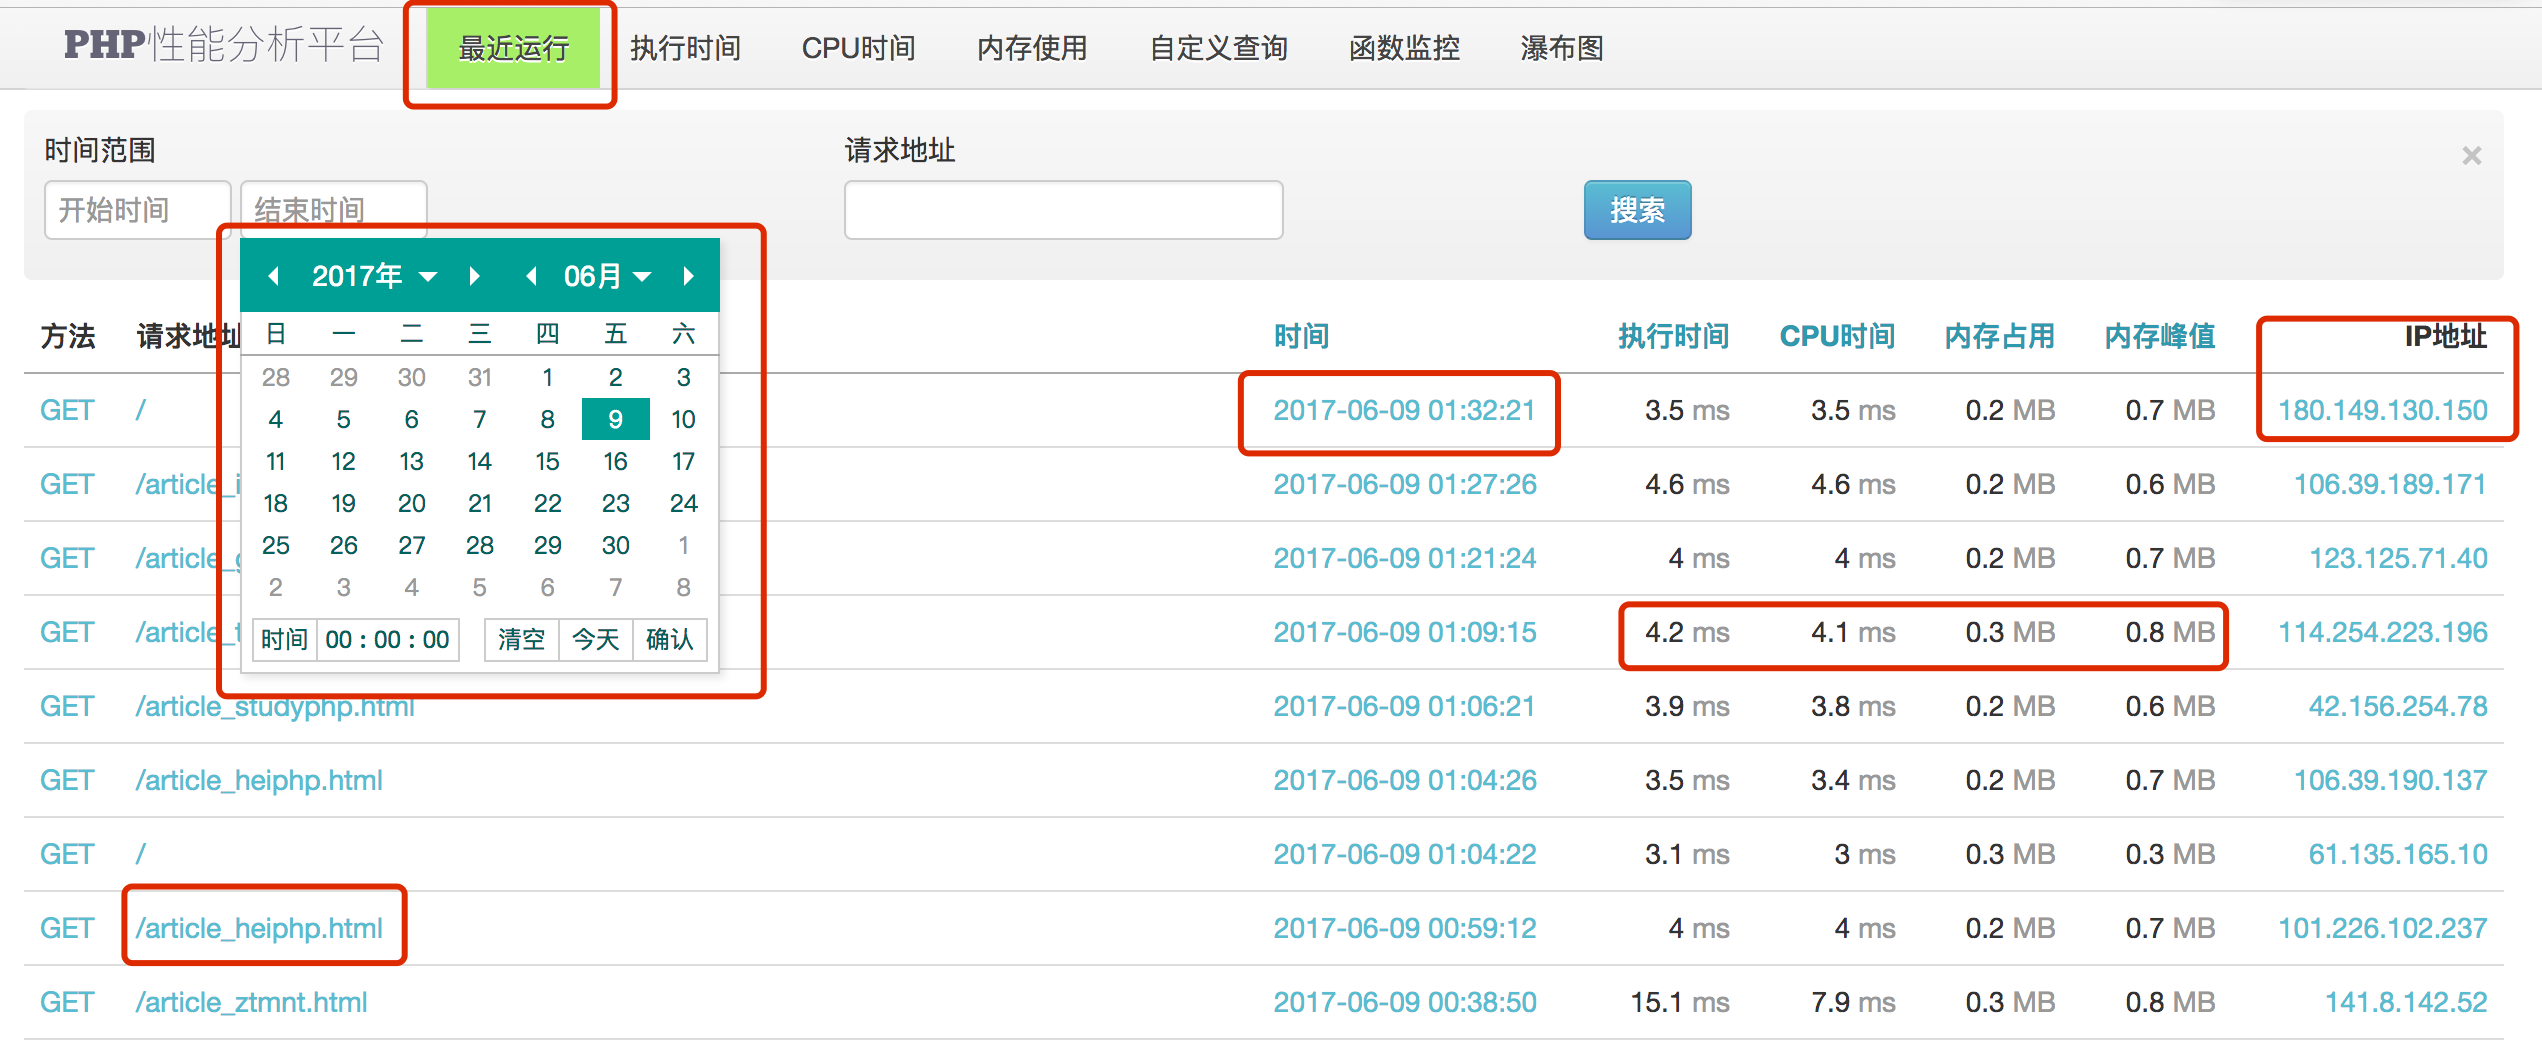 PHP性能分析平台 最近运行 执行时间 CPU时间 内存使用 自定义查询 函数监控 瀑布图
时间范围 请求地址
开始时间 结束时间 搜索
2017年 06月
日 一 二 三 四 五 六
28 29 30 31 1 2 3
4 5 6 7 8 9 10
11 12 13 14 15 16 17
18 19 20 21 22 23 24
25 26 27 28 29 30 1
2 3 4 5 6 7 8
时间 00 : 00 : 00 清空 今天 确认
方法 请求地址 时间 执行时间 CPU时间 内存占用 内存峰值 IP地址
GET / 2017-06-09 01:32:21 3.5 ms 3.5 ms 0.2 MB 0.7 MB 180.149.130.150
GET /article_i 2017-06-09 01:27:26 4.6 ms 4.6 ms 0.2 MB 0.6 MB 106.39.189.171
GET /article_ 2017-06-09 01:21:24 4 ms 4 ms 0.2 MB 0.7 MB 123.125.71.40
GET /article_t 2017-06-09 01:09:15 4.2 ms 4.1 ms 0.3 MB 0.8 MB 114.254.223.196
GET /article_studyphp.html 2017-06-09 01:06:21 3.9 ms 3.8 ms 0.2 MB 0.6 MB 42.156.254.78
GET /article_heiphp.html 2017-06-09 01:04:26 3.5 ms 3.4 ms 0.2 MB 0.7 MB 106.39.190.137
GET / 2017-06-09 01:04:22 3.1 ms 3 ms 0.3 MB 0.3 MB 61.135.165.10
GET /article_heiphp.html 2017-06-09 00:59:12 4 ms 4 ms 0.2 MB 0.7 MB 101.226.102.237
GET /article_ztmnt.html 2017-06-09 00:38:50 15.1 ms 7.9 ms 0.3 MB 0.8 MB 141.8.142.52